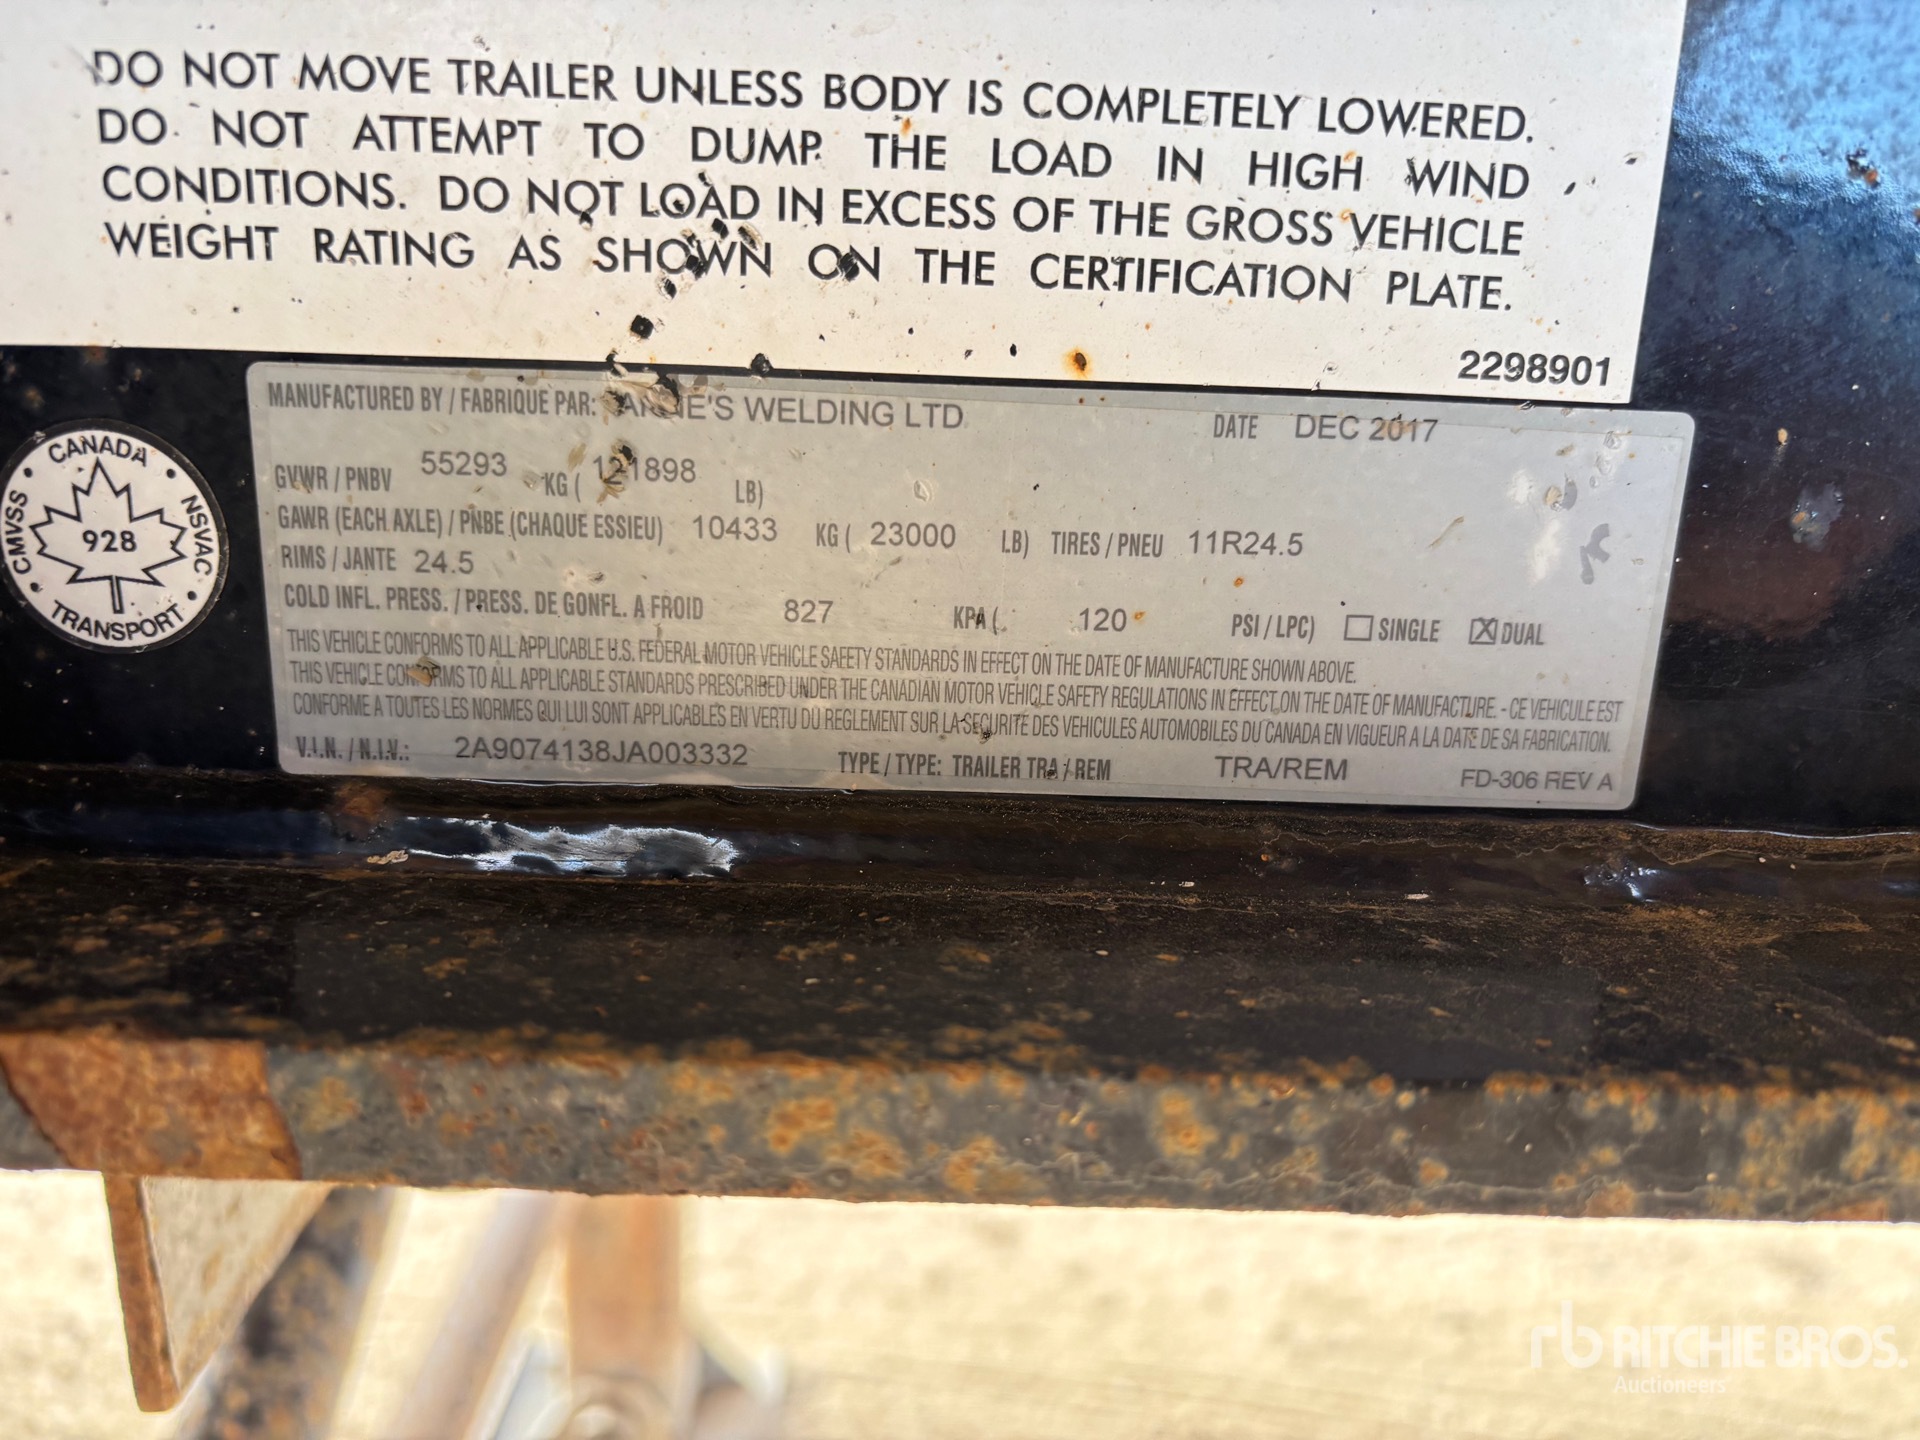 DO NOT MOVE TRAILER UNLESS BODY IS COMPLETELY LOWERED.
DO NOT ATTEMPT TO DUMP THE LOAD IN HIGH WIND
CONDITIONS. DO NOT LOAD IN EXCESS OF THE GROSS VEHICLE
WEIGHT RATING AS SHOWN ON THE CERTIFICATION PLATE.
2298901
CANADA
CMVSS 928 NSVAC
TRANSPORT
MANUFACTURED BY / FABRIQUE PAR: WELDING LTD DATE DEC 2017
GVWR / PNBV 55293 KG ( 121898 LB)
GAWR (EACH AXLE) / PNBE (CHAQUE ESSIEU) 10433 KG ( 23000 LB) TIRES / PNEU 11R24.5
RIMS / JANTE 24.5
COLD INFL. PRESS. / PRESS. DE GONFL. A FROID 827 KPA ( 120 PSI / LPC) SINGLE DUAL
THIS VEHICLE CONFORMS TO ALL APPLICABLE U.S. FEDERAL MOTOR VEHICLE SAFETY STANDARDS IN EFFECT ON THE DATE OF MANUFACTURE SHOWN ABOVE.
THIS VEHICLE CONFORMS TO ALL APPLICABLE STANDARDS PRESCRIBED UNDER THE CANADIAN MOTOR VEHICLE SAFETY REGULATIONS IN EFFECT ON THE DATE OF MANUFACTURE. - CE VEHICULE EST
CONFORME A TOUTES LES NORMES QUI LUI SONT APPLICABLES EN VERTU DU REGLEMENT SUR LA SECURITE DES VEHICULES AUTOMOBILES DU CANADA EN VIGUEUR A LA DATE DE SA FABRICATION.
V.I.N. / N.I.V.: 2A9074138JA003332 TYPE / TYPE: TRAILER TRA / REM TRA/REM FD-306 REV A
rb RITCHIE BROS.
Auctioneers